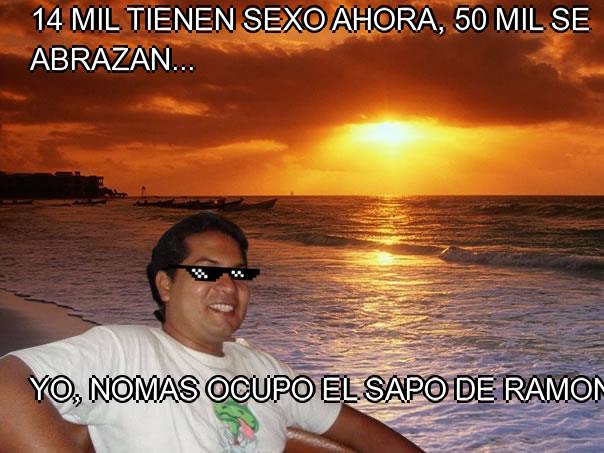 14 MIL TIENEN SEXO AHORA, 50 MIL SE
ABRAZAN...
YO, NOMAS OCUPO EL SAPO DE RAMON